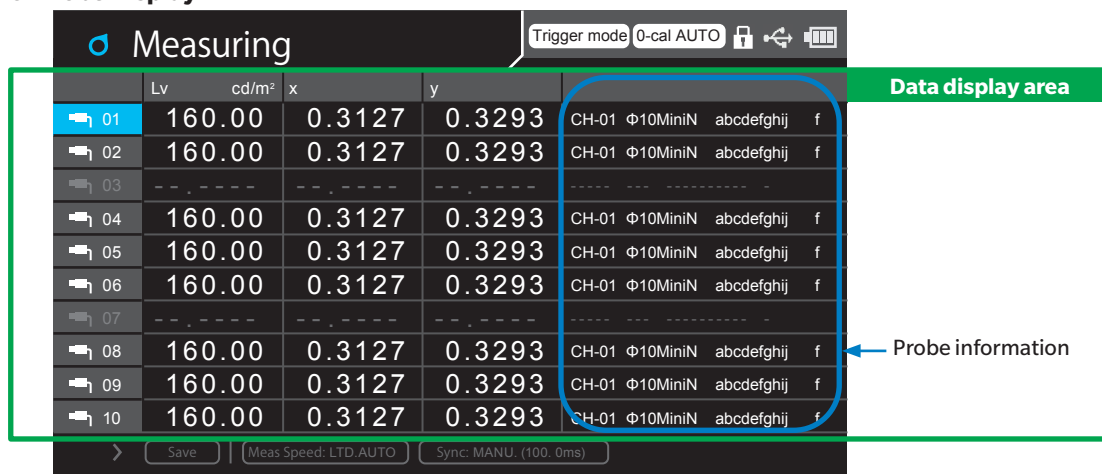 Measuring
Trigger mode 0-cal AUTO
Data display area
Lv cd/m² x y
01 160.00 0.3127 0.3293 CH-01 Φ10MiniN abcdefghij f
02 160.00 0.3127 0.3293 CH-01 Φ10MiniN abcdefghij f
03 --.---- --.---- --.---- ----- --- ---------- -
04 160.00 0.3127 0.3293 CH-01 Φ10MiniN abcdefghij f
05 160.00 0.3127 0.3293 CH-01 Φ10MiniN abcdefghij f
06 160.00 0.3127 0.3293 CH-01 Φ10MiniN abcdefghij f
07 --.---- --.---- --.---- ----- --- ---------- -
08 160.00 0.3127 0.3293 CH-01 Φ10MiniN abcdefghij f
Probe information
09 160.00 0.3127 0.3293 CH-01 Φ10MiniN abcdefghij f
10 160.00 0.3127 0.3293 CH-01 Φ10MiniN abcdefghij f
> Save Meas Speed: LTD.AUTO Sync: MANU. (100. 0ms)